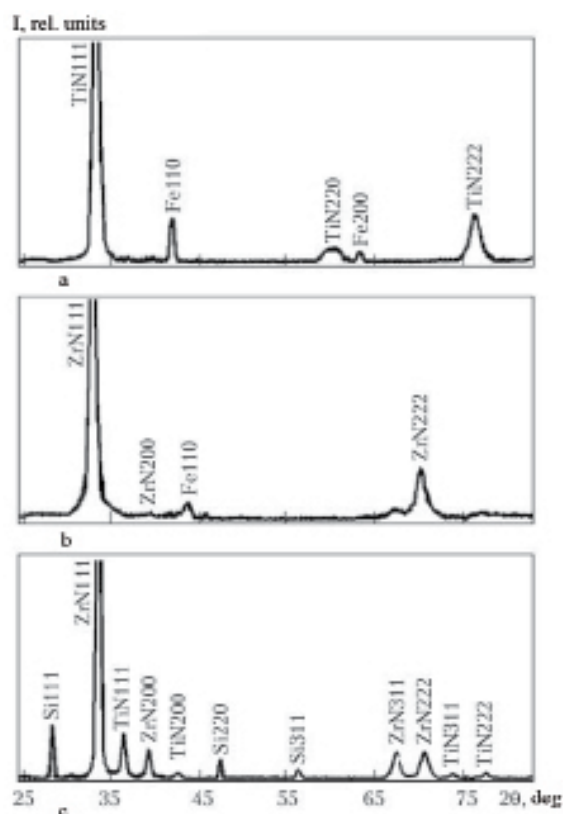 I, rel. units
TiN111
Fe110
TiN220
Fe200
TiN222
a
ZrN111
ZrN200
Fe110
ZrN222
b
Si111
ZrN111
TiN111
ZrN200
TiN200
Si220
Si311
ZrN311
ZrN222
TiN311
TiN222
25 35 45 55 65 75 2θ, deg
c